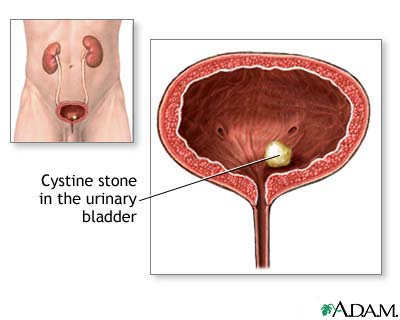 Cystine stone
in the urinary
bladder
A.D.A.M.